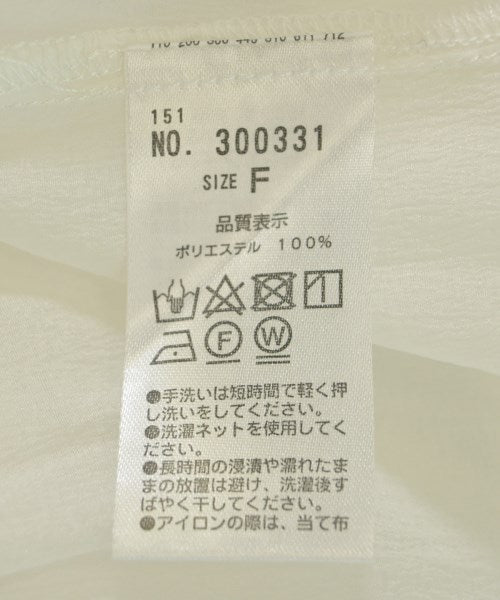 151
NO. 300331
SIZE F
品質表示
ポリエステル 100%
F W
●手洗いは短時間で軽く押
し洗いをしてください。
●洗濯ネットを使用してく
ださい。
●長時間の浸漬や濡れたま
まの放置は避け、洗濯後す
ばやく干してください。
●アイロンの際は、当て布